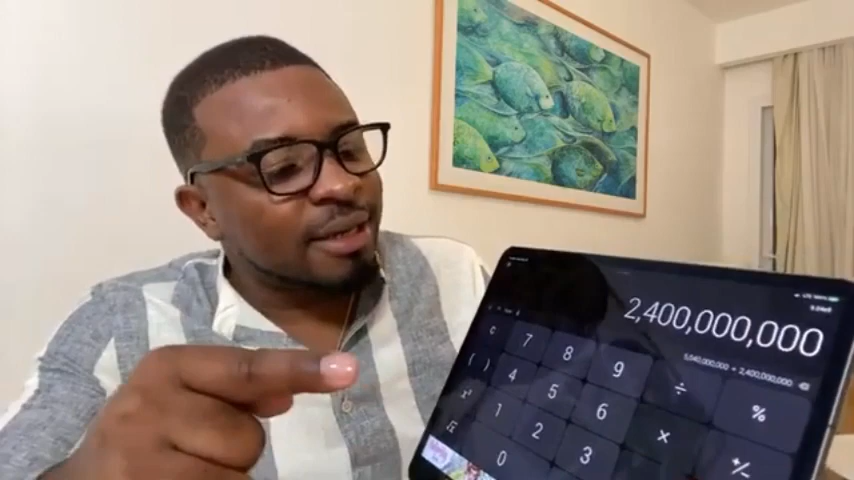 2,400,000,000
5,040,000,000 = 2,400,000,000
¢ 7 8 9 ÷ %
( ) 4 5 6 × +/-
1 2 3
0